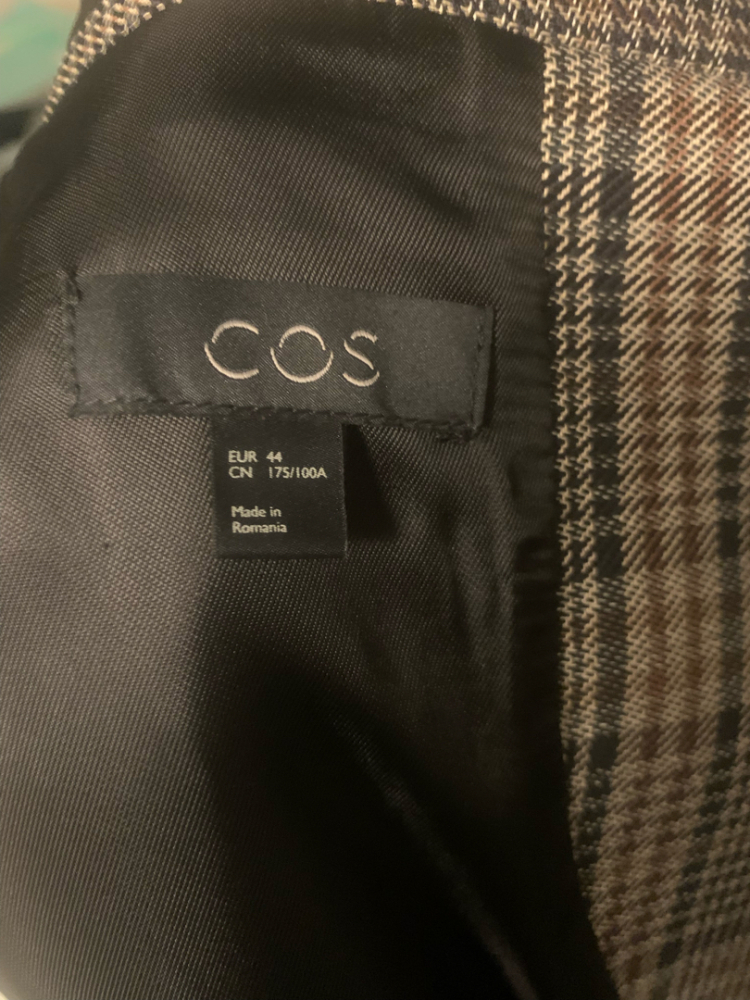 COS
EUR 44
CN 175/100A
Made in
Romania